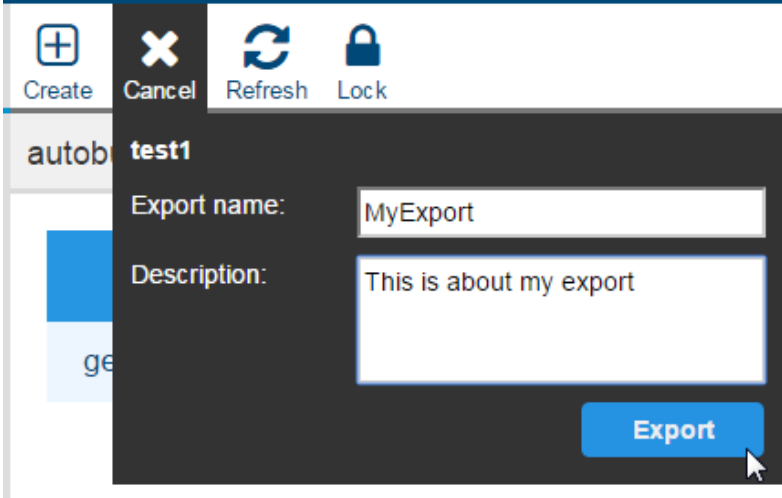 Create Cancel Refresh Lock
test1
Export name: MyExport
Description: This is about my export
Export